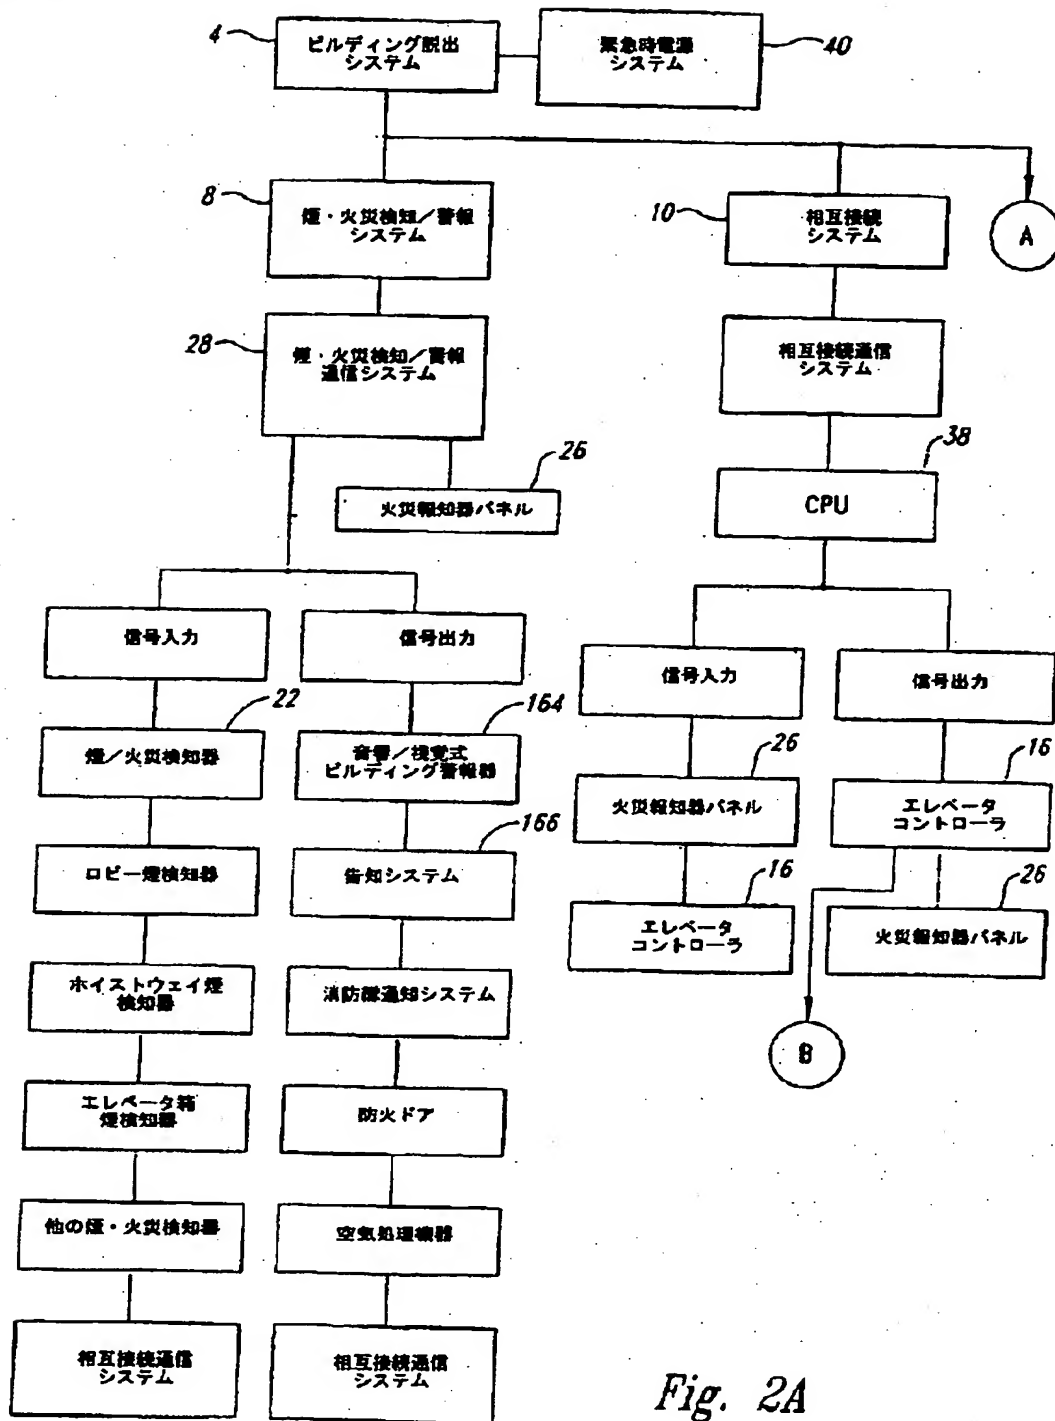 4
ビルディング脱出
システム
緊急時電源
システム
40
8
煙・火災検知／警報
システム
10
相互接続
システム
A
28
煙・火災検知／警報
通信システム
相互接続通信
システム
26
火災報知器パネル
38
CPU
信号入力
信号出力
信号入力
信号出力
22
煙／火災検知器
164
音響／視覚式
ビルディング警報器
26
火災報知器パネル
16
エレベータ
コントローラ
ロビー煙検知器
166
告知システム
16
エレベータ
コントローラ
26
火災報知器パネル
ホイストウェイ煙
検知器
消防隊通知システム
B
エレベータ箱
煙検知器
防火ドア
他の煙・火災検知器
空気処理機器
相互接続通信
システム
相互接続通信
システム
Fig. 2A